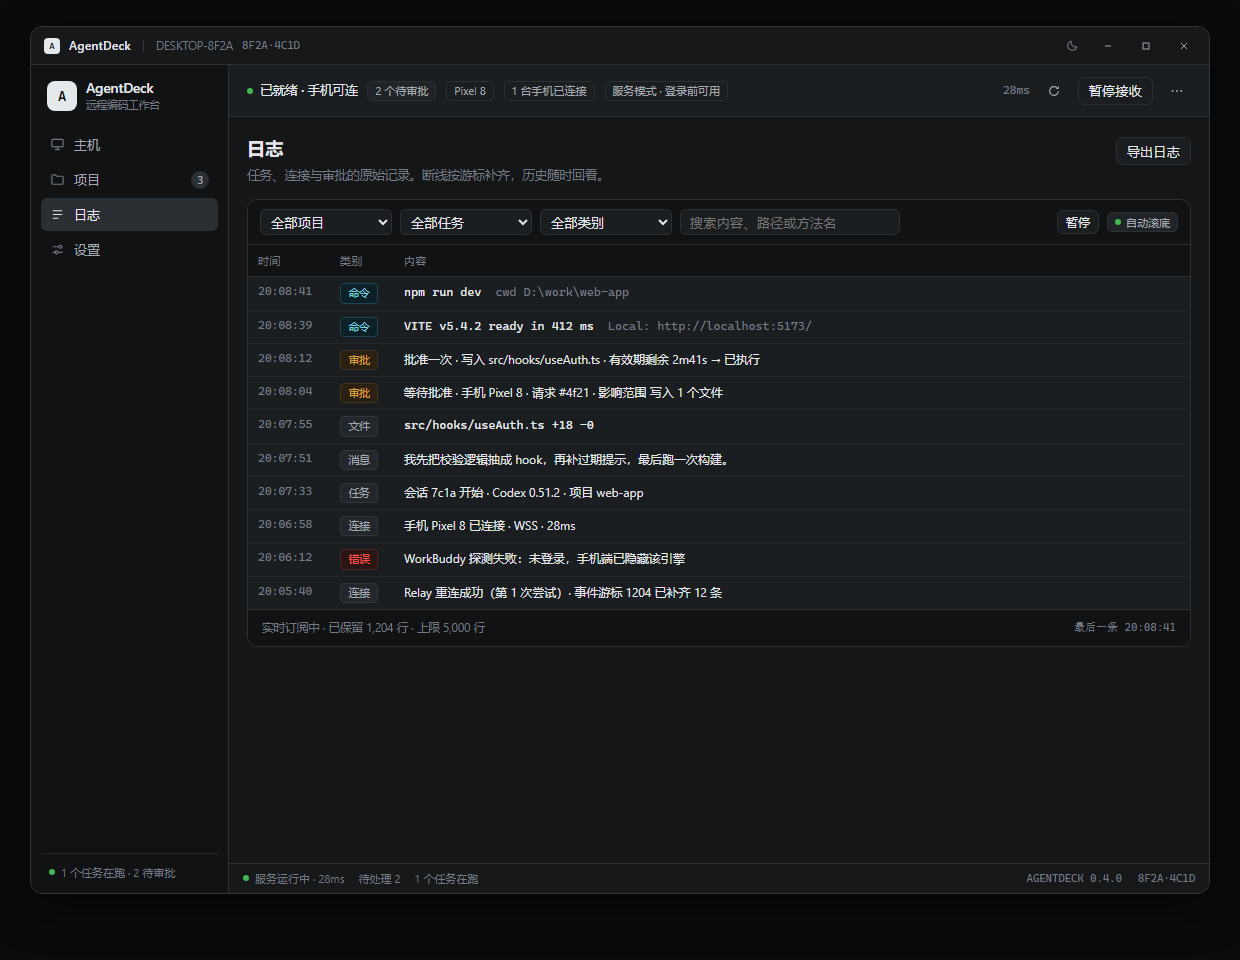 A AgentDeck DESKTOP-8F2A 8F2A·4C1D
A AgentDeck
远程编码工作台
主机
项目 3
日志
设置
1 个任务在跑 · 2 待审批
已就绪 · 手机可连 2 个待审批 Pixel 8 1 台手机已连接 服务模式 · 登录前可用 28ms 暂停接收 ···
日志
任务、连接与审批的原始记录。断线按游标补齐，历史随时回看。
导出日志
全部项目 全部任务 全部类别 搜索内容、路径或方法名 暂停 自动滚底
时间 类别 内容
20:08:41 命令 npm run dev cwd D:\work\web-app
20:08:39 命令 VITE v5.4.2 ready in 412 ms Local: http://localhost:5173/
20:08:12 审批 批准一次 · 写入 src/hooks/useAuth.ts · 有效期剩余 2m41s → 已执行
20:08:04 审批 等待批准 · 手机 Pixel 8 · 请求 #4f21 · 影响范围 写入 1 个文件
20:07:55 文件 src/hooks/useAuth.ts +18 −0
20:07:51 消息 我先把校验逻辑抽成 hook，再补过期提示，最后跑一次构建。
20:07:33 任务 会话 7c1a 开始 · Codex 0.51.2 · 项目 web-app
20:06:58 连接 手机 Pixel 8 已连接 · WSS · 28ms
20:06:12 错误 WorkBuddy 探测失败：未登录，手机端已隐藏该引擎
20:05:40 连接 Relay 重连成功（第 1 次尝试）· 事件游标 1204 已补齐 12 条
实时订阅中 · 已保留 1,204 行 · 上限 5,000 行 最后一条 20:08:41
服务运行中 · 28ms 待处理 2 1 个任务在跑 AGENTDECK 0.4.0 8F2A·4C1D